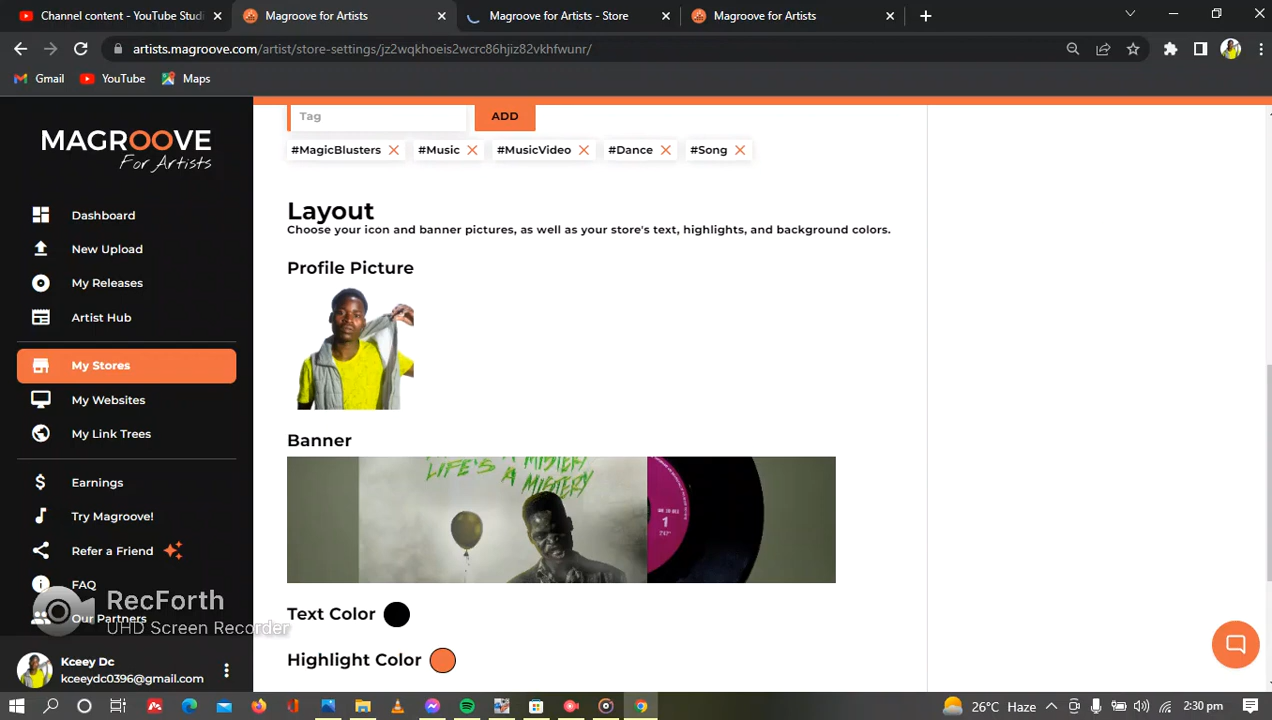 Channel content - YouTube Studi
Magroove for Artists
Magroove for Artists - Store
Magroove for Artists
artists.magroove.com/artist/store-settings/jz2wqkhoeis2wcrc86hjiz82vkhfwunr/
Gmail
YouTube
Maps
MAGROOVE
For Artists
Dashboard
New Upload
My Releases
Artist Hub
My Stores
My Websites
My Link Trees
Earnings
Try Magroove!
Refer a Friend
FAQ
Our Partners
RecForth
UHD Screen Recorder
Kceey Dc
kceeydc0396@gmail.com
Tag
ADD
#MagicBlusters
#Music
#MusicVideo
#Dance
#Song
Layout
Choose your icon and banner pictures, as well as your store's text, highlights, and background colors.
Profile Picture
Banner
LIFE'S A MISTERY
LIFE'S A MISTERY
1
Text Color
Highlight Color
26°C Haze
2:30 pm